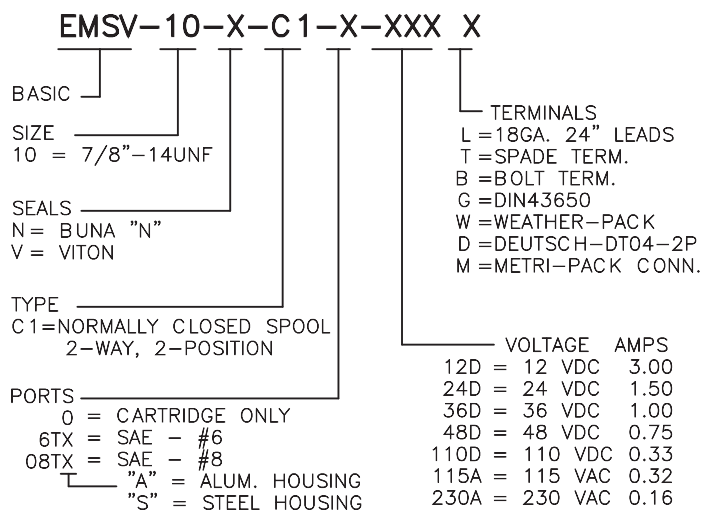 EMSV-10-X-C1-X-XXX X
BASIC
SIZE
10 = 7/8"-14UNF
SEALS
N= BUNA "N"
V= VITON
TYPE
C1=NORMALLY CLOSED SPOOL
2-WAY, 2-POSITION
PORTS
0 = CARTRIDGE ONLY
6TX = SAE - #6
08TX = SAE - #8
"A" = ALUM. HOUSING
"S" = STEEL HOUSING
TERMINALS
L =18GA. 24" LEADS
T =SPADE TERM.
B =BOLT TERM.
G =DIN43650
W =WEATHER-PACK
D =DEUTSCH-DT04-2P
M =METRI-PACK CONN.
VOLTAGE AMPS
12D = 12 VDC 3.00
24D = 24 VDC 1.50
36D = 36 VDC 1.00
48D = 48 VDC 0.75
110D = 110 VDC 0.33
115A = 115 VAC 0.32
230A = 230 VAC 0.16